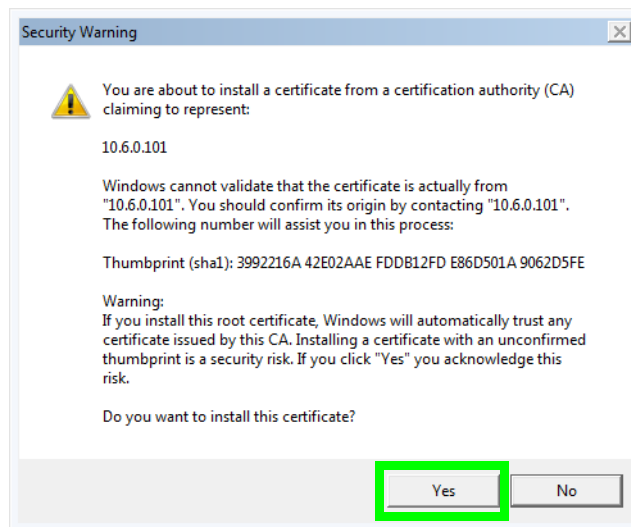 Security Warning
You are about to install a certificate from a certification authority (CA)
claiming to represent:
10.6.0.101
Windows cannot validate that the certificate is actually from
"10.6.0.101". You should confirm its origin by contacting "10.6.0.101".
The following number will assist you in this process:
Thumbprint (sha1): 3992216A 42E02AAE FDDB12FD E86D501A 9062D5FE
Warning:
If you install this root certificate, Windows will automatically trust any
certificate issued by this CA. Installing a certificate with an unconfirmed
thumbprint is a security risk. If you click "Yes" you acknowledge this
risk.
Do you want to install this certificate?
Yes No